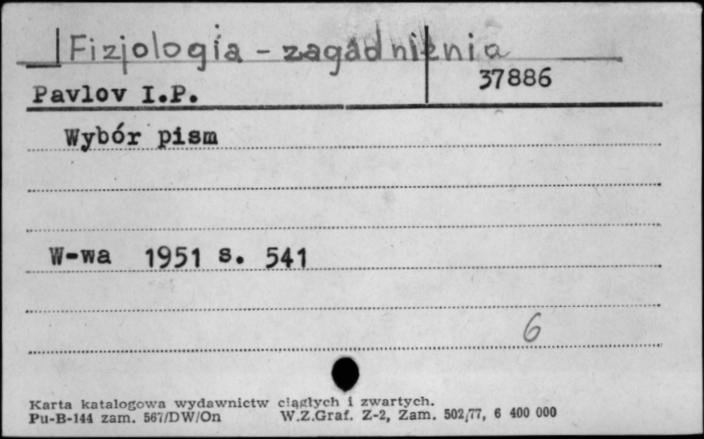 Fizjologia - zagadnienia
37886
Pavlov I.P.
Wybór pism
W-wa 1951 s. 541
6
Karta katalogowa wydawnictw ciągłych i zwartych.
Pu-B-144 zam. 567/DW/On W.Z.Graf. Z-2, Zam. 502/77, 6 400 000